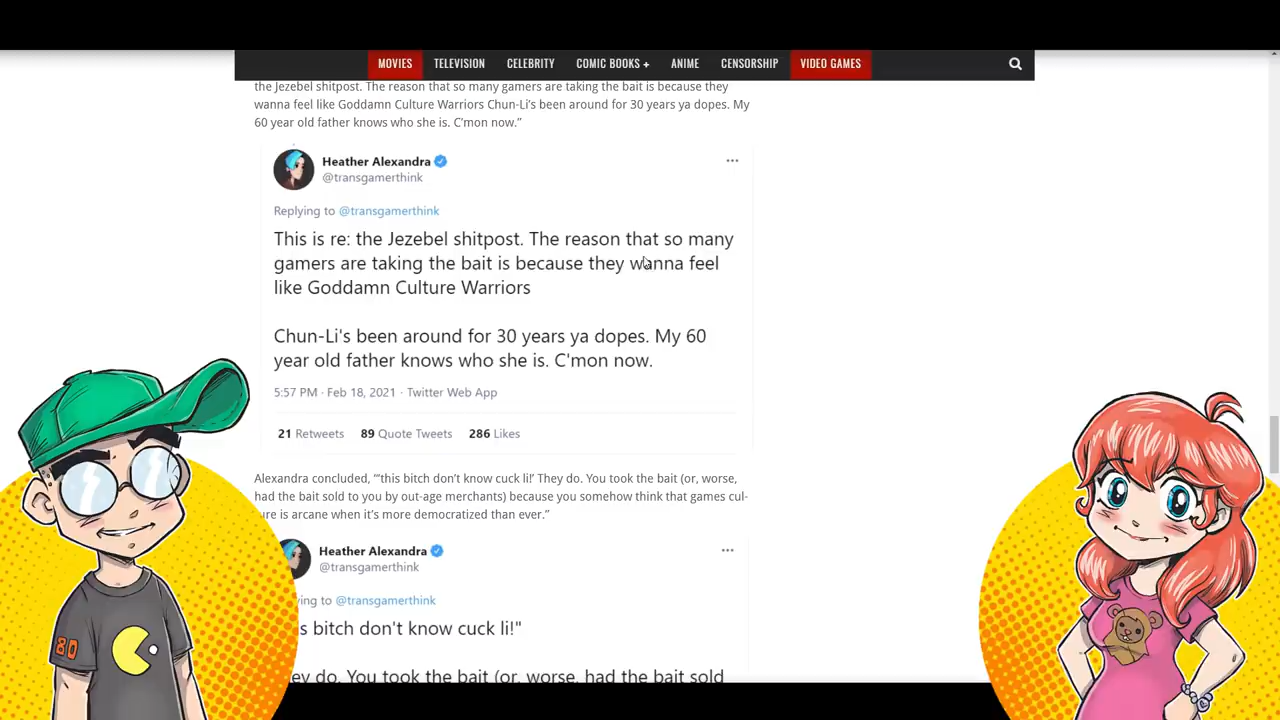 MOVIES TELEVISION CELEBRITY COMIC BOOKS + ANIME CENSORSHIP VIDEO GAMES
the Jezebel shitpost. The reason that so many gamers are taking the bait is because they
wanna feel like Goddamn Culture Warriors Chun-Li's been around for 30 years ya dopes. My
60 year old father knows who she is. C'mon now."
Heather Alexandra
@transgamerthink
Replying to @transgamerthink
This is re: the Jezebel shitpost. The reason that so many
gamers are taking the bait is because they wanna feel
like Goddamn Culture Warriors
Chun-Li's been around for 30 years ya dopes. My 60
year old father knows who she is. C'mon now.
5:57 PM · Feb 18, 2021 · Twitter Web App
21 Retweets 89 Quote Tweets 286 Likes
Alexandra concluded, "'this bitch don't know cuck li!' They do. You took the bait (or, worse,
had the bait sold to you by out-age merchants) because you somehow think that games cul-
ure is arcane when it's more democratized than ever."
Heather Alexandra
@transgamerthink
ying to @transgamerthink
s bitch don't know cuck li!"
ey do. You took the bait (or, worse, had the bait sold
80